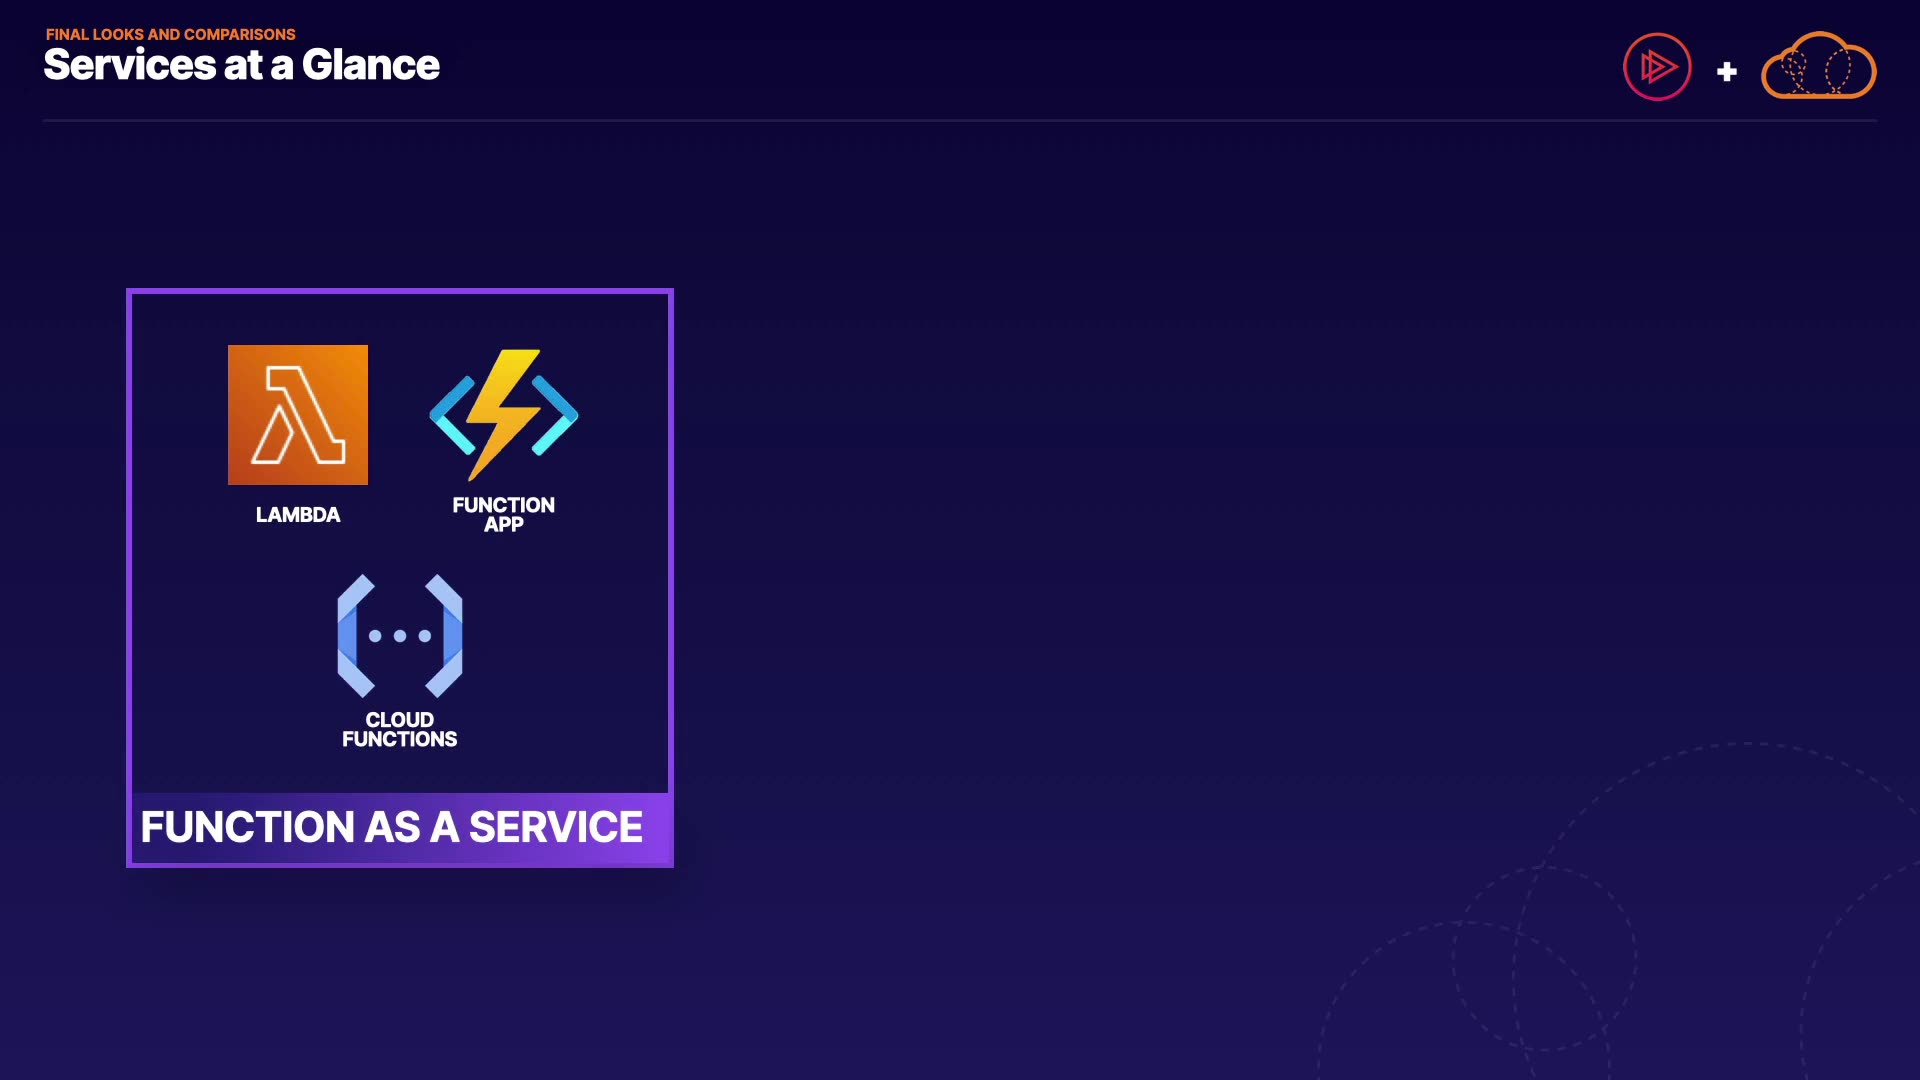 FINAL LOOKS AND COMPARISONS
Services at a Glance
LAMBDA
FUNCTION
APP
CLOUD
FUNCTIONS
FUNCTION AS A SERVICE